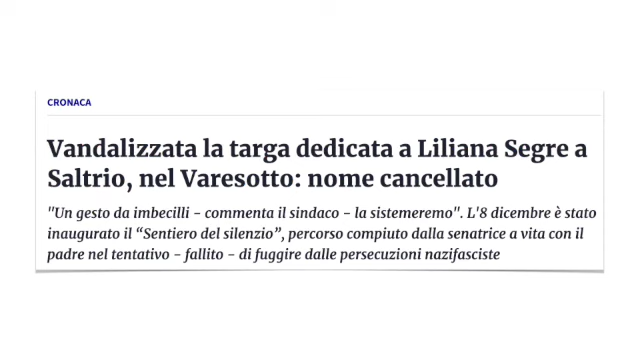 CRONACA
Vandalizzata la targa dedicata a Liliana Segre a
Saltrio, nel Varesotto: nome cancellato
"Un gesto da imbecilli - commenta il sindaco - la sistemeremo". L'8 dicembre è stato
inaugurato il “Sentiero del silenzio”, percorso compiuto dalla senatrice a vita con il
padre nel tentativo - fallito - di fuggire dalle persecuzioni nazifasciste